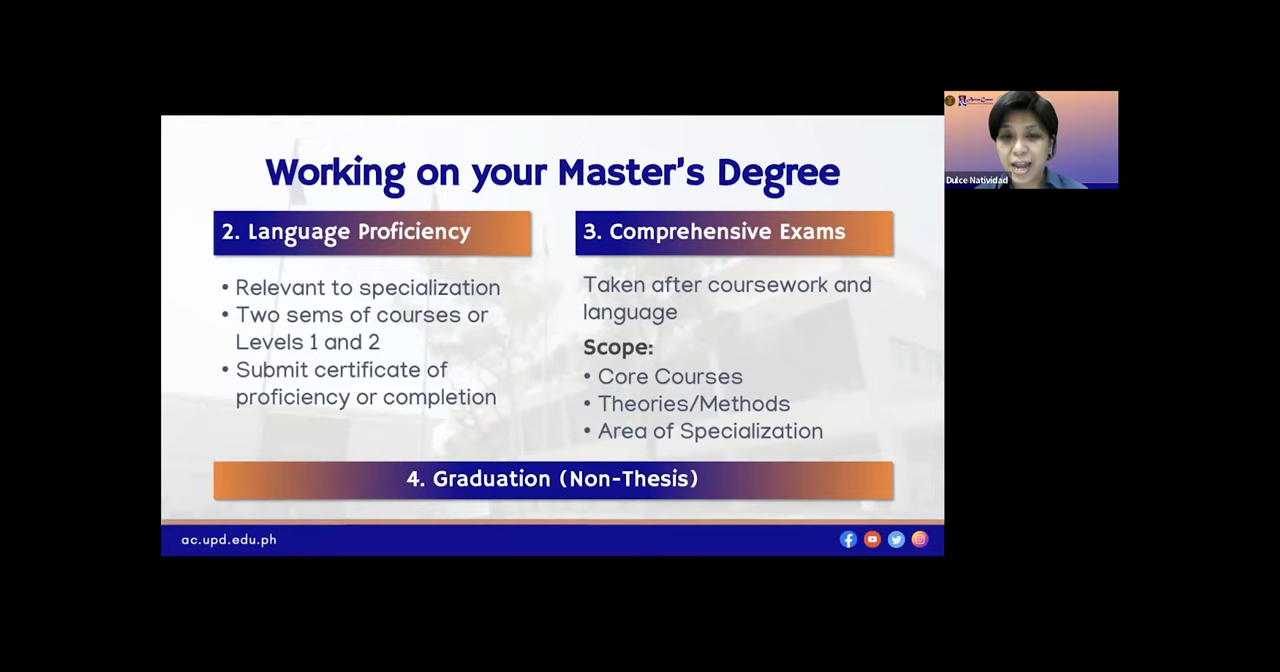 Working on your Master's Degree
2. Language Proficiency
• Relevant to specialization
• Two sems of courses or
Levels 1 and 2
• Submit certificate of
proficiency or completion
3. Comprehensive Exams
Taken after coursework and
language
Scope:
• Core Courses
• Theories/Methods
• Area of Specialization
4. Graduation (Non-Thesis)
ac.upd.edu.ph
Dulce Natividad